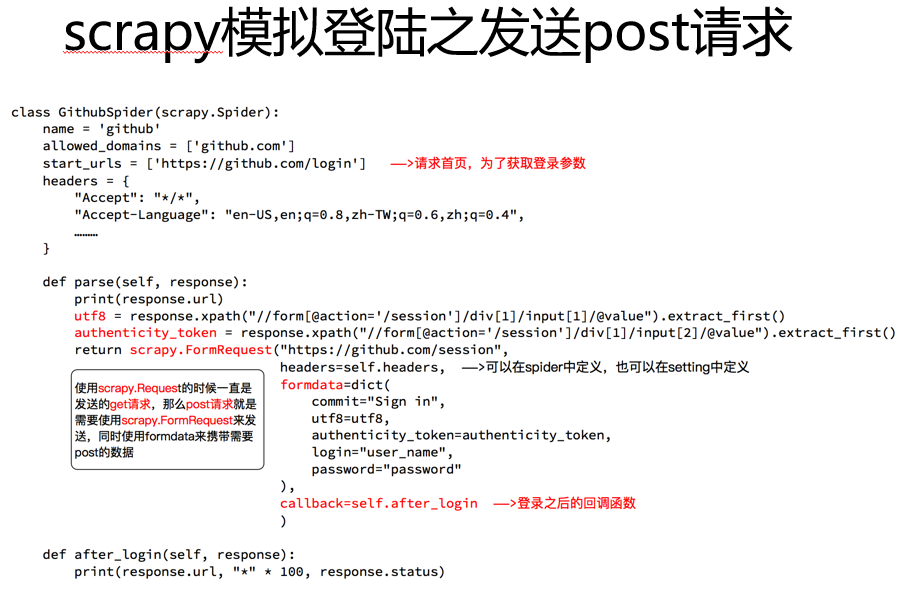 scrapy模拟登陆之发送post请求
class GithubSpider(scrapy.Spider):
    name = 'github'
    allowed_domains = ['github.com']
    start_urls = ['https://github.com/login']   ——>请求首页，为了获取登录参数
    headers = {
        "Accept": "*/*",
        "Accept-Language": "en-US,en;q=0.8,zh-TW;q=0.6,zh;q=0.4",
        ………
    }
    def parse(self, response):
        print(response.url)
        utf8 = response.xpath("//form[@action='/session']/div[1]/input[1]/@value").extract_first()
        authenticity_token = response.xpath("//form[@action='/session']/div[1]/input[2]/@value").extract_first()
        return scrapy.FormRequest("https://github.com/session",
            headers=self.headers,  ——>可以在spider中定义，也可以在setting中定义
            formdata=dict(
                commit="Sign in",
                utf8=utf8,
                authenticity_token=authenticity_token,
                login="user_name",
                password="password"
            ),
            callback=self.after_login  ——>登录之后的回调函数
            )
使用scrapy.Request的时候一直是
发送的get请求，那么post请求就是
需要使用scrapy.FormRequest来发
送，同时使用formdata来携带需要
post的数据
    def after_login(self, response):
        print(response.url, "*" * 100, response.status)